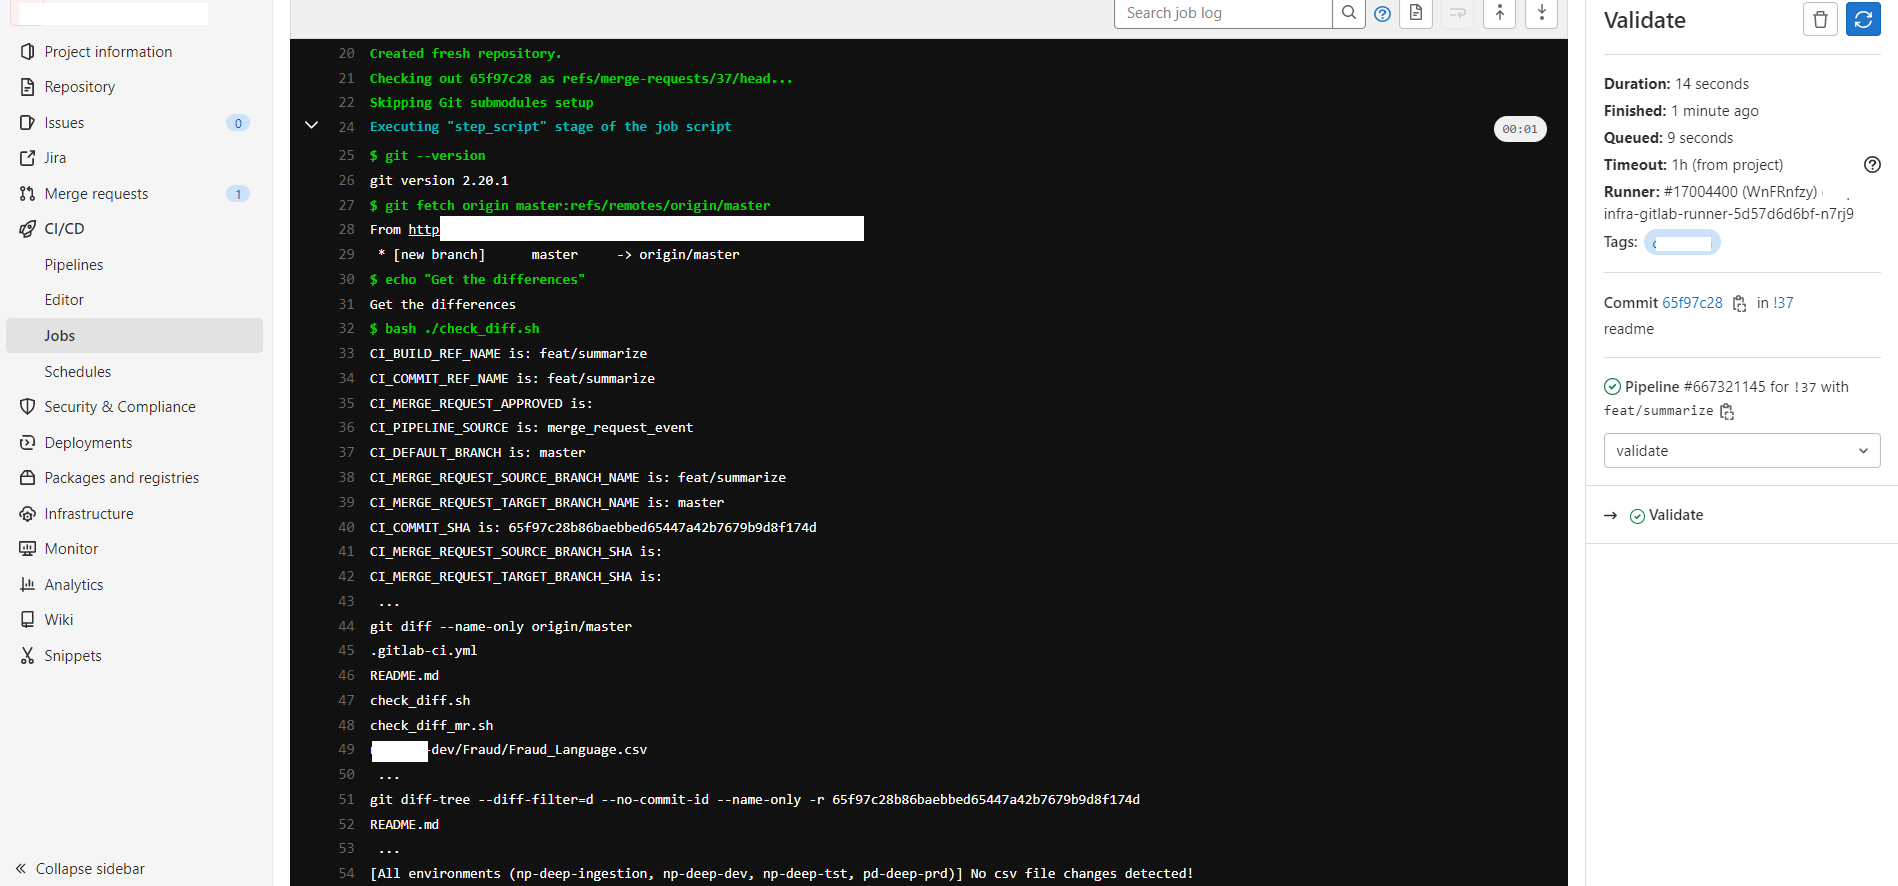 Project information
Repository
Issues 0
Jira
Merge requests 1
CI/CD
Pipelines
Editor
Jobs
Schedules
Security & Compliance
Deployments
Packages and registries
Infrastructure
Monitor
Analytics
Wiki
Snippets
Collapse sidebar
Search job log
20 Created fresh repository.
21 Checking out 65f97c28 as refs/merge-requests/37/head...
22 Skipping Git submodules setup
24 Executing "step_script" stage of the job script 00:01
25 $ git --version
26 git version 2.20.1
27 $ git fetch origin master:refs/remotes/origin/master
28 From http
29 * [new branch] master -> origin/master
30 $ echo "Get the differences"
31 Get the differences
32 $ bash ./check_diff.sh
33 CI_BUILD_REF_NAME is: feat/summarize
34 CI_COMMIT_REF_NAME is: feat/summarize
35 CI_MERGE_REQUEST_APPROVED is:
36 CI_PIPELINE_SOURCE is: merge_request_event
37 CI_DEFAULT_BRANCH is: master
38 CI_MERGE_REQUEST_SOURCE_BRANCH_NAME is: feat/summarize
39 CI_MERGE_REQUEST_TARGET_BRANCH_NAME is: master
40 CI_COMMIT_SHA is: 65f97c28b86baebbed65447a42b7679b9d8f174d
41 CI_MERGE_REQUEST_SOURCE_BRANCH_SHA is:
42 CI_MERGE_REQUEST_TARGET_BRANCH_SHA is:
43 ...
44 git diff --name-only origin/master
45 .gitlab-ci.yml
46 README.md
47 check_diff.sh
48 check_diff_mr.sh
49 -dev/Fraud/Fraud_Language.csv
50 ...
51 git diff-tree --diff-filter=d --no-commit-id --name-only -r 65f97c28b86baebbed65447a42b7679b9d8f174d
52 README.md
53 ...
54 [All environments (np-deep-ingestion, np-deep-dev, np-deep-tst, pd-deep-prd)] No csv file changes detected!
Validate
Duration: 14 seconds
Finished: 1 minute ago
Queued: 9 seconds
Timeout: 1h (from project)
Runner: #17004400 (WnFRnfzy)
infra-gitlab-runner-5d57d6d6bf-n7rj9
Tags:
Commit 65f97c28 in !37
readme
Pipeline #667321145 for !37 with
feat/summarize
validate
→ Validate